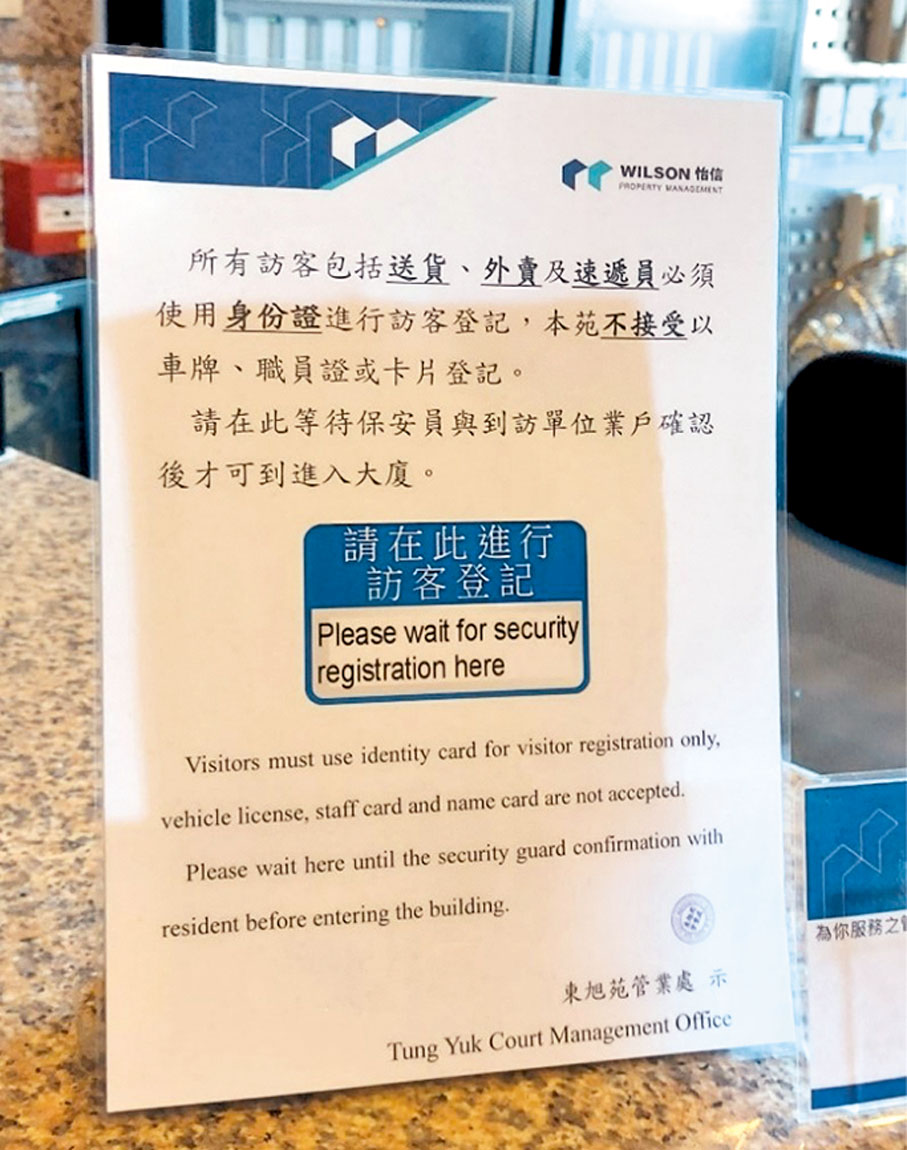 WILSON 怡信
PROPERTY MANAGEMENT
所有訪客包括送貨、外賣及速遞員必須
使用身份證進行訪客登記，本苑不接受以
車牌、職員證或卡片登記。
請在此等待保安員與到訪單位業戶確認
後才可到進入大廈。
請在此進行
訪客登記
Please wait for security
registration here
Visitors must use identity card for visitor registration only,
vehicle license, staff card and name card are not accepted.
Please wait here until the security guard confirmation with
resident before entering the building.
東旭苑管業處 示
Tung Yuk Court Management Office
為你服務之